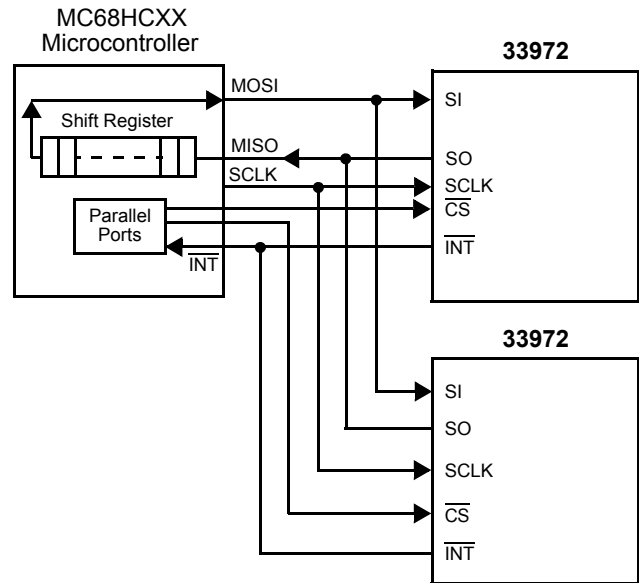 MC68HCXX
Microcontroller
33972
MOSI
SI
Shift Register
MISO
SO
SCLK
SCLK
CS
Parallel
Ports
INT
INT
33972
SI
SO
SCLK
CS
INT